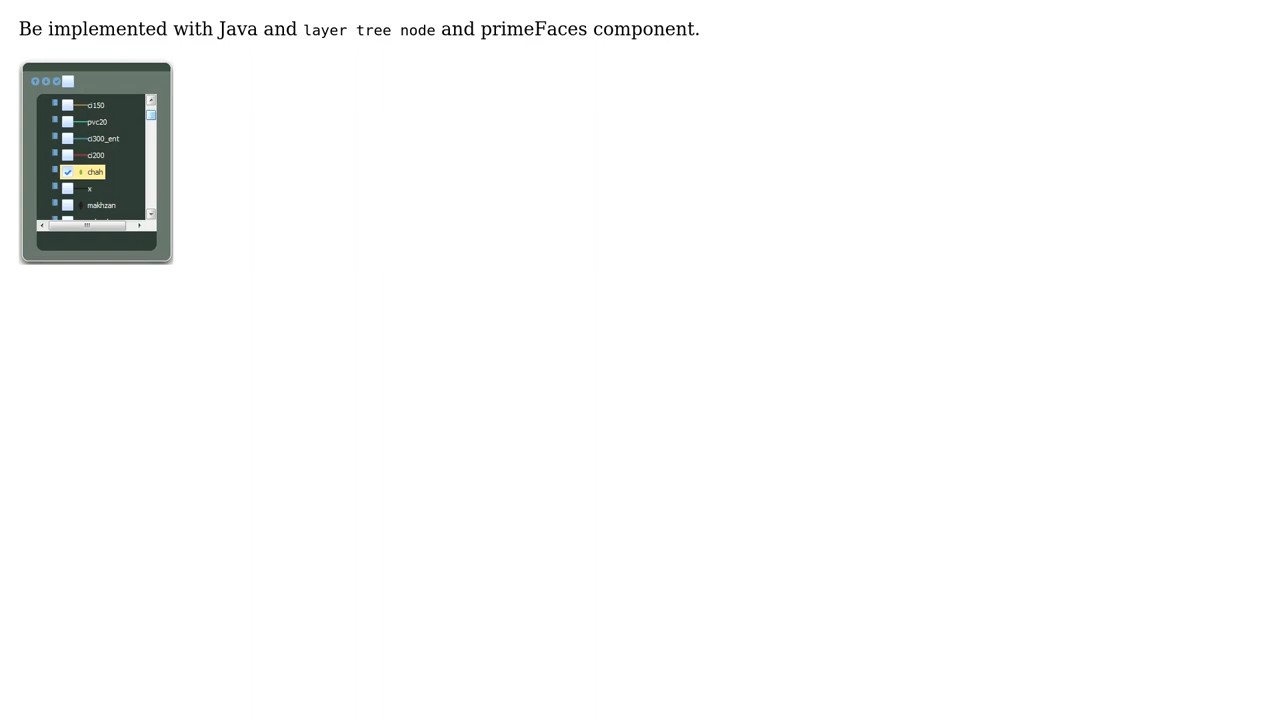 Be implemented with Java and layer tree node and primeFaces component.
ci150
pvc20
ci300_ent
ci200
chah
x
makhzan